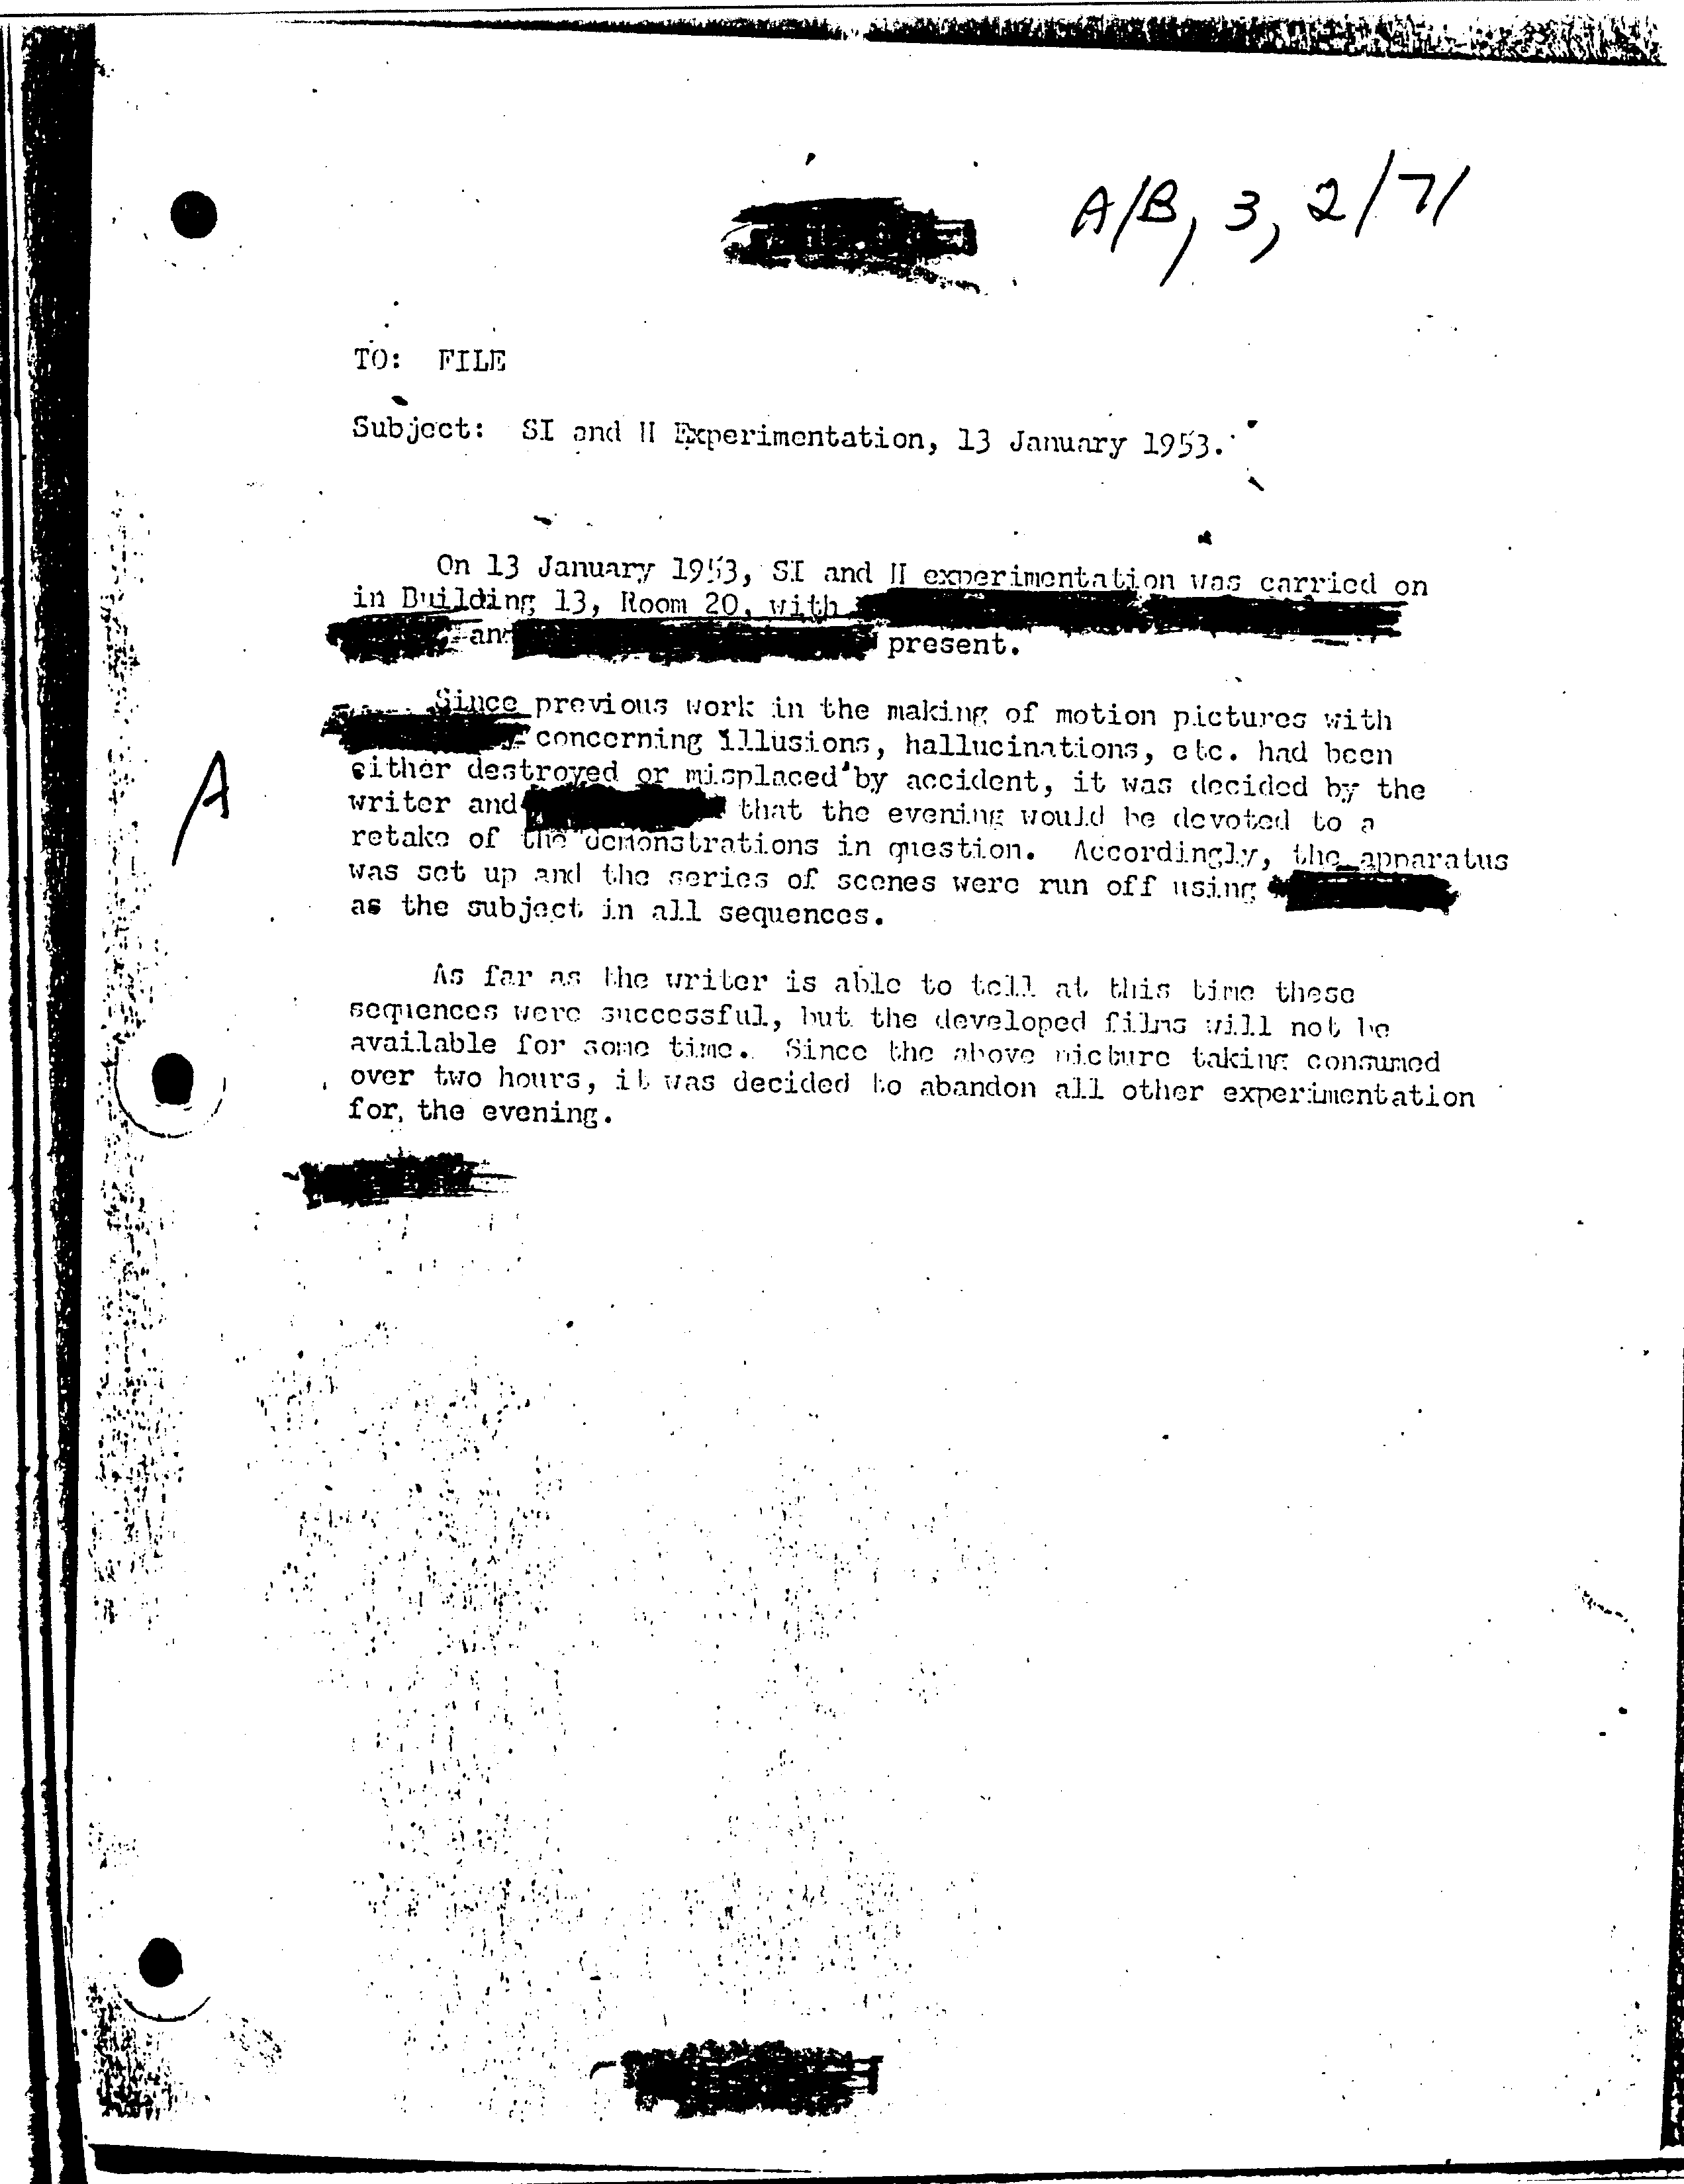 A/B, 3, 2/71
TO: FILE
Subject: SI and H Experimentation, 13 January 1953.
On 13 January 1953, SI and H experimentation was carried on
in Building 13, Room 20, with
and
present.
Since previous work in the making of motion pictures with
concerning illusions, hallucinations, etc. had been
either destroyed or misplaced by accident, it was decided by the
writer and that the evening would be devoted to a
retake of the demonstrations in question. Accordingly, the apparatus
was set up and the series of scenes were run off using
as the subject in all sequences.
A
As far as the writer is able to tell at this time these
sequences were successful, but the developed films will not be
available for some time. Since the above picture taking consumed
over two hours, it was decided to abandon all other experimentation
for, the evening.